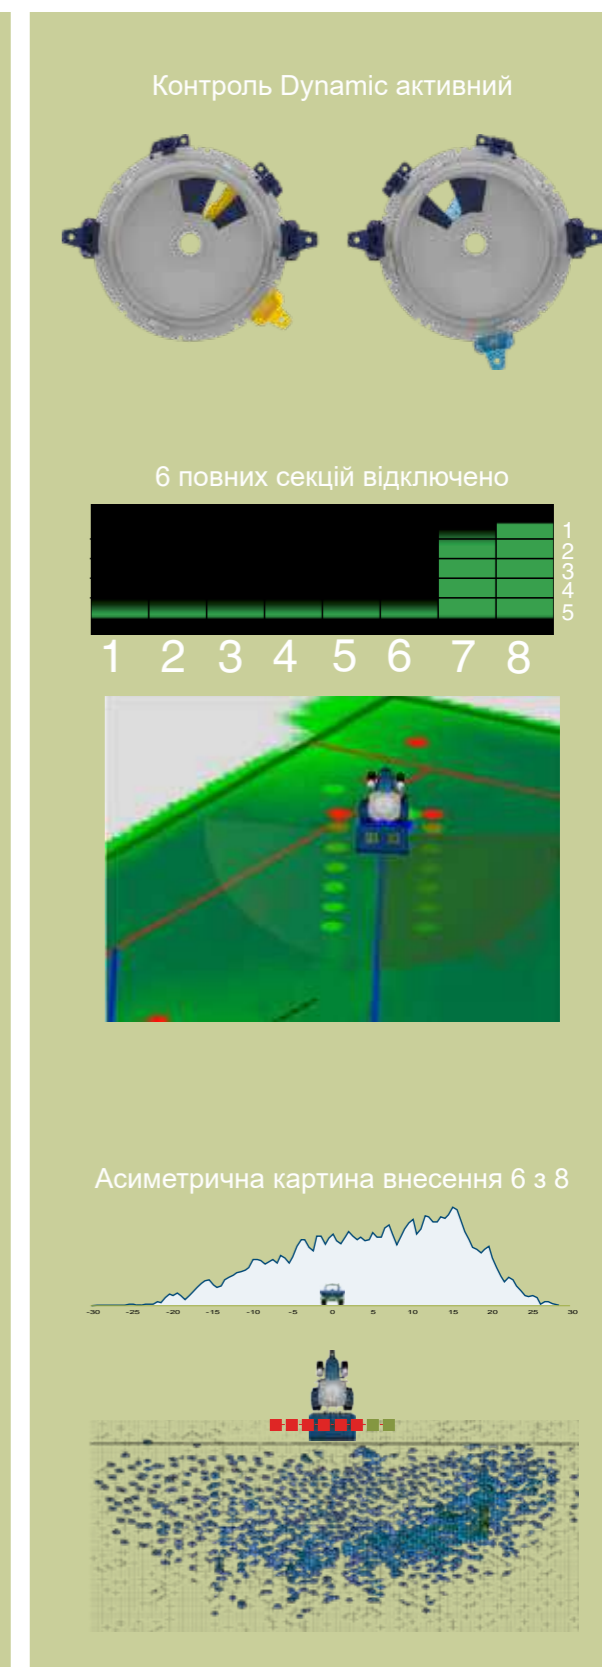 Контроль Dynamic активний
6 повних секцій відключено
1
2
3
4
5
1 2 3 4 5 6 7 8
Асиметрична картина внесення 6 з 8
-30 -25 -20 -15 -10 -5 0 5 10 15 20 25 30